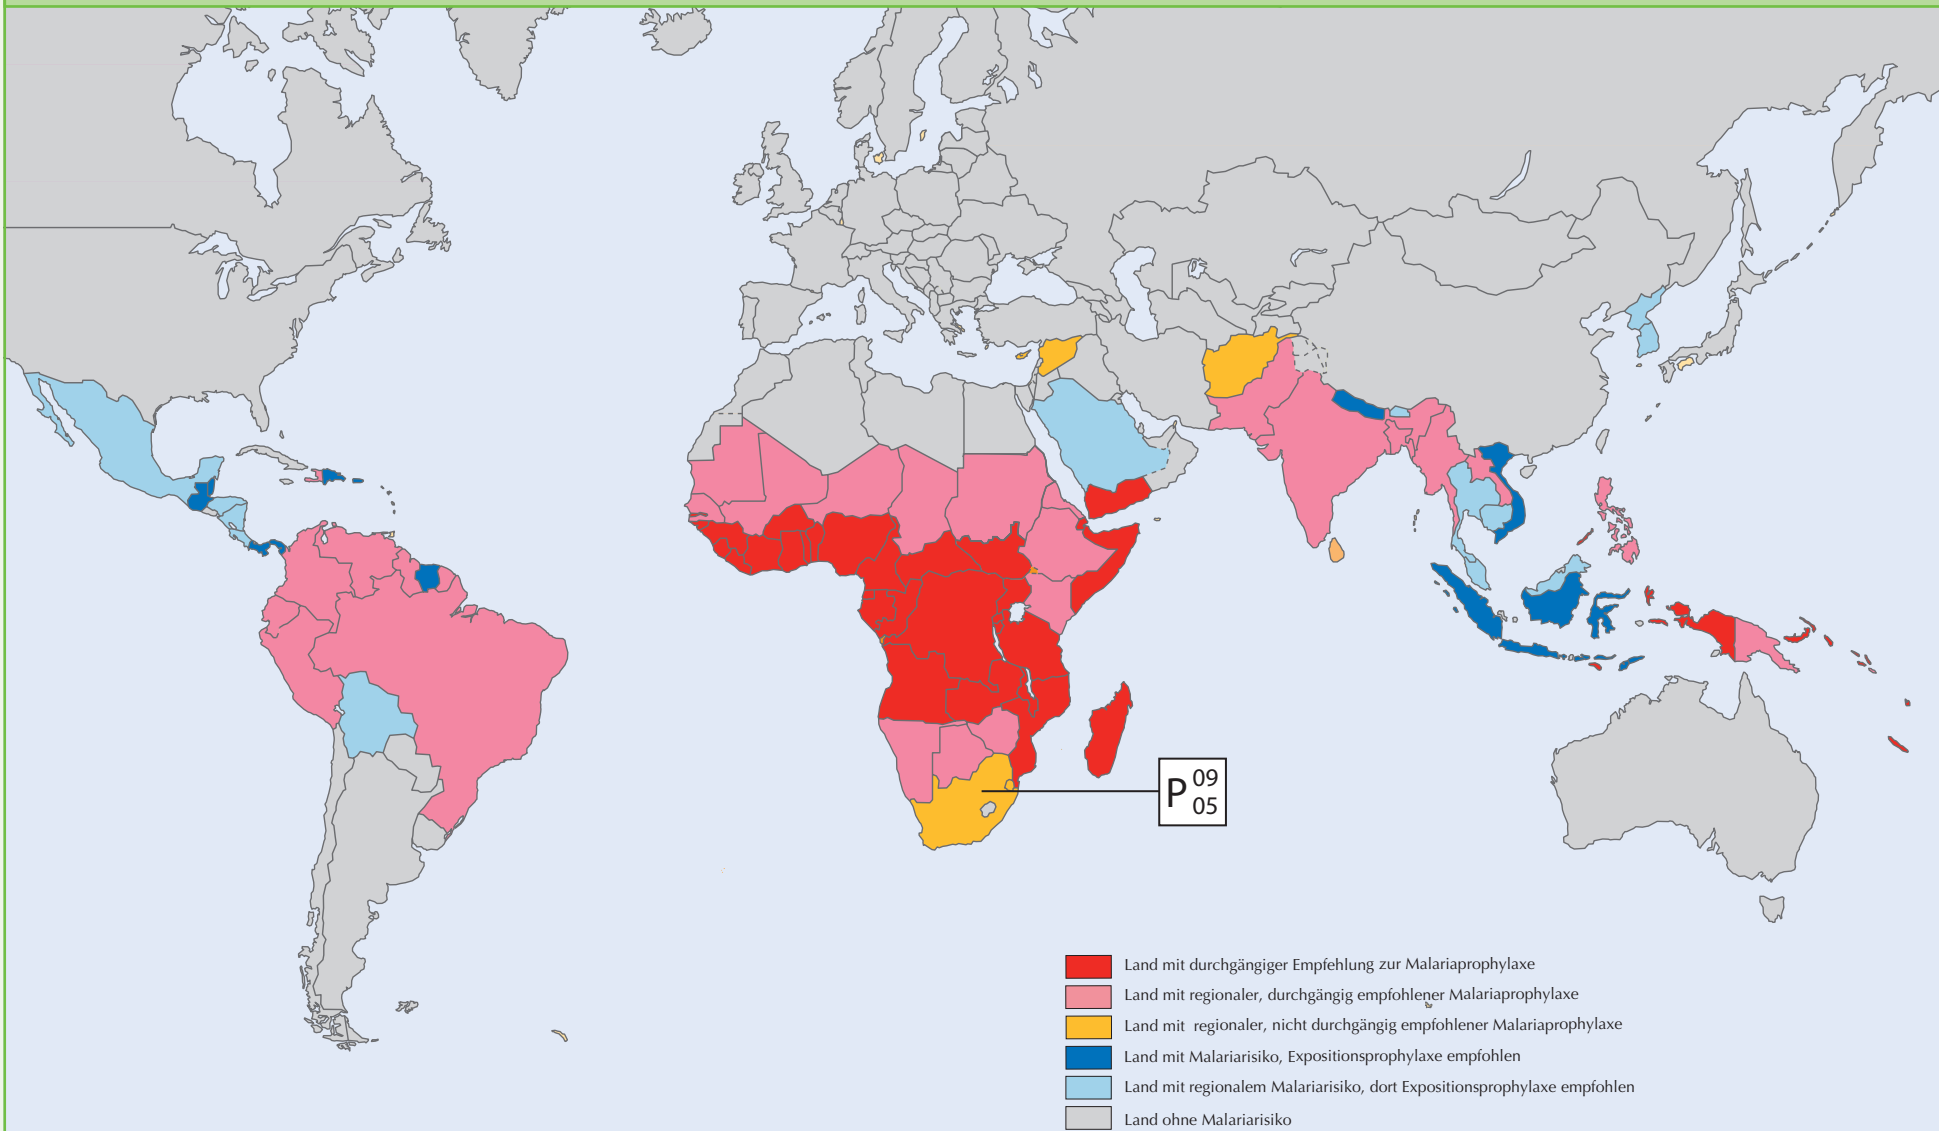 P 09
05
Land mit durchgängiger Empfehlung zur Malariaprophylaxe
Land mit regionaler, durchgängig empfohlener Malariaprophylaxe
Land mit regionaler, nicht durchgängig empfohlener Malariaprophylaxe
Land mit Malariarisiko, Expositionsprophylaxe empfohlen
Land mit regionalem Malariarisiko, dort Expositionsprophylaxe empfohlen
Land ohne Malariarisiko